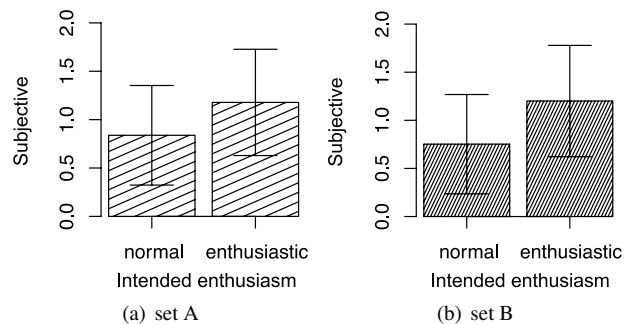 Subjective
2.0
1.5
1.0
0.5
0.0
normal enthusiastic
Intended enthusiasm
(a) set A
Subjective
2.0
1.5
1.0
0.5
0.0
normal enthusiastic
Intended enthusiasm
(b) set B